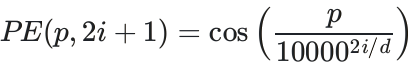 PE(p, 2i + 1) = cos(p / 10000^{2i/d})